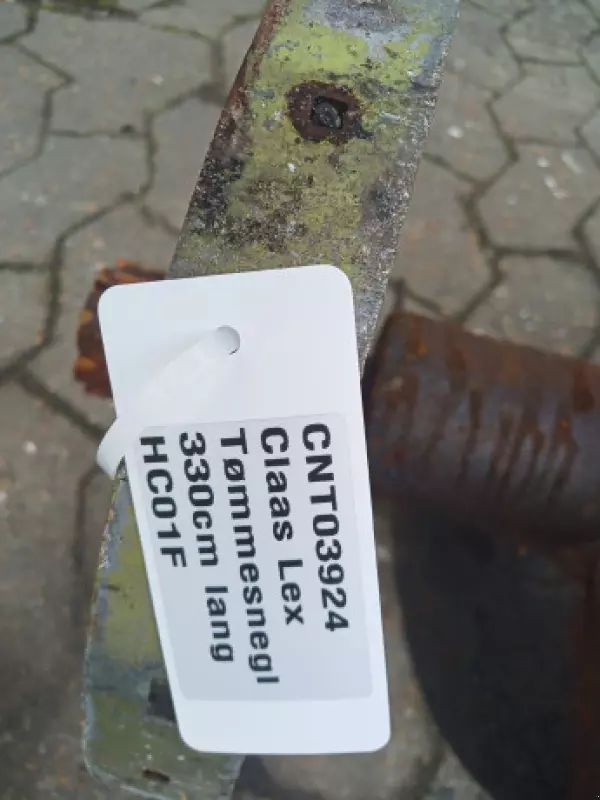 CNT03924
Claas Lex
Tømmesnegl
330cm lang
HC01F